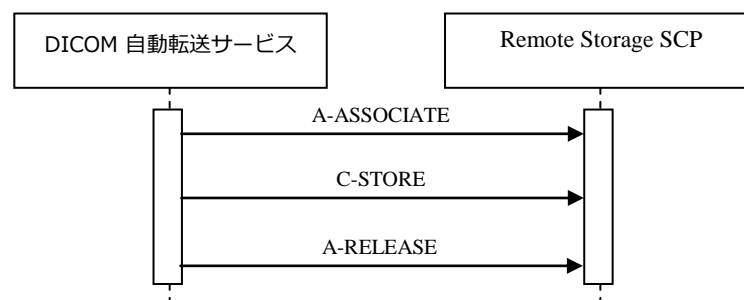 DICOM 自動転送サービス
Remote Storage SCP
A-ASSOCIATE
C-STORE
A-RELEASE